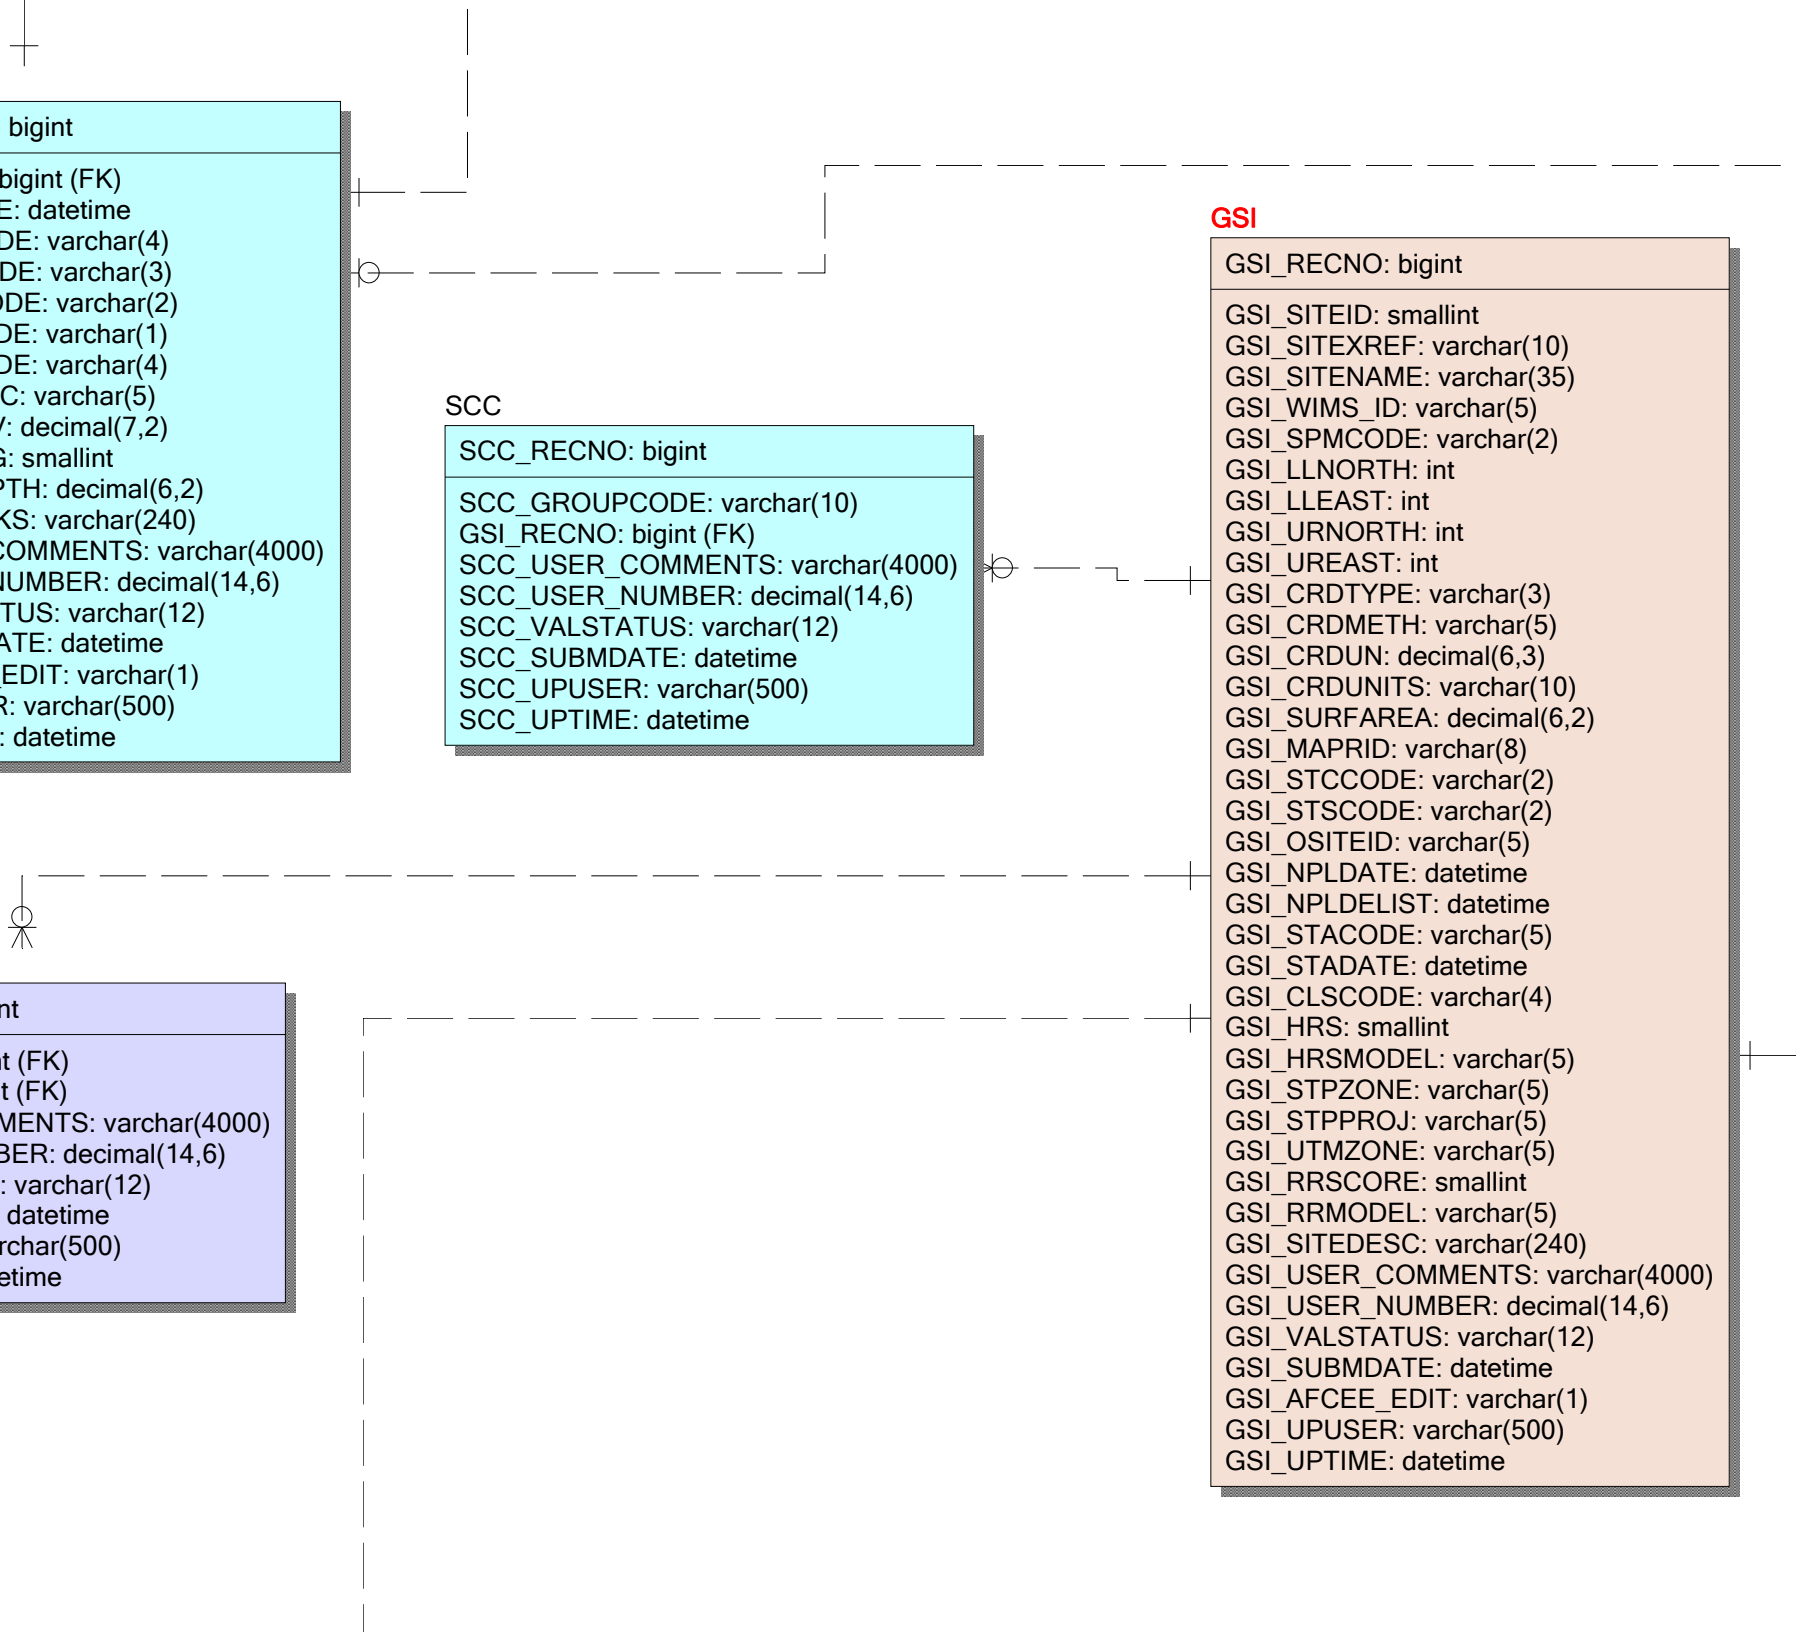 bigint
bigint (FK)
E: datetime
DE: varchar(4)
DE: varchar(3)
ODE: varchar(2)
DE: varchar(1)
DE: varchar(4)
C: varchar(5)
V: decimal(7,2)
G: smallint
PTH: decimal(6,2)
KS: varchar(240)
COMMENTS: varchar(4000)
NUMBER: decimal(14,6)
TUS: varchar(12)
ATE: datetime
_EDIT: varchar(1)
R: varchar(500)
: datetime
SCC
SCC_RECNO: bigint
SCC_GROUPCODE: varchar(10)
GSI_RECNO: bigint (FK)
SCC_USER_COMMENTS: varchar(4000)
SCC_USER_NUMBER: decimal(14,6)
SCC_VALSTATUS: varchar(12)
SCC_SUBMDATE: datetime
SCC_UPUSER: varchar(500)
SCC_UPTIME: datetime
GSI
GSI_RECNO: bigint
GSI_SITEID: smallint
GSI_SITEXREF: varchar(10)
GSI_SITENAME: varchar(35)
GSI_WIMS_ID: varchar(5)
GSI_SPMCODE: varchar(2)
GSI_LLNORTH: int
GSI_LLEAST: int
GSI_URNORTH: int
GSI_UREAST: int
GSI_CRDTYPE: varchar(3)
GSI_CRDMETH: varchar(5)
GSI_CRDUN: decimal(6,3)
GSI_CRDUNITS: varchar(10)
GSI_SURFAREA: decimal(6,2)
GSI_MAPRID: varchar(8)
GSI_STCCODE: varchar(2)
GSI_STSCODE: varchar(2)
GSI_OSITEID: varchar(5)
GSI_NPLDATE: datetime
GSI_NPLDELIST: datetime
GSI_STACODE: varchar(5)
GSI_STADATE: datetime
GSI_CLSCODE: varchar(4)
GSI_HRS: smallint
GSI_HRSMODEL: varchar(5)
GSI_STPZONE: varchar(5)
GSI_STPPROJ: varchar(5)
GSI_UTMZONE: varchar(5)
GSI_RRSCORE: smallint
GSI_RRMODEL: varchar(5)
GSI_SITEDESC: varchar(240)
GSI_USER_COMMENTS: varchar(4000)
GSI_USER_NUMBER: decimal(14,6)
GSI_VALSTATUS: varchar(12)
GSI_SUBMDATE: datetime
GSI_AFCEE_EDIT: varchar(1)
GSI_UPUSER: varchar(500)
GSI_UPTIME: datetime
nt
nt (FK)
t (FK)
MENTS: varchar(4000)
BER: decimal(14,6)
: varchar(12)
datetime
rchar(500)
etime